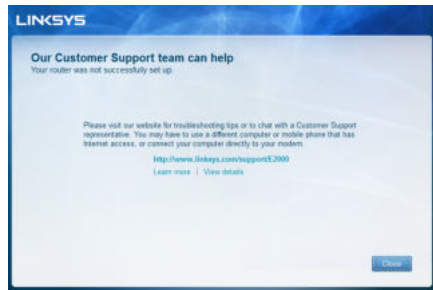 LINKSYS
Our Customer Support team can help
Your router was not successfully set up.
Please visit our website for troubleshooting tips or to chat with a Customer Support
representative. You may have to use a different computer or mobile phone that has
Internet access, or connect your computer directly to your modem.
http://www.linksys.com/support/E2000
Learn more | View details
Close